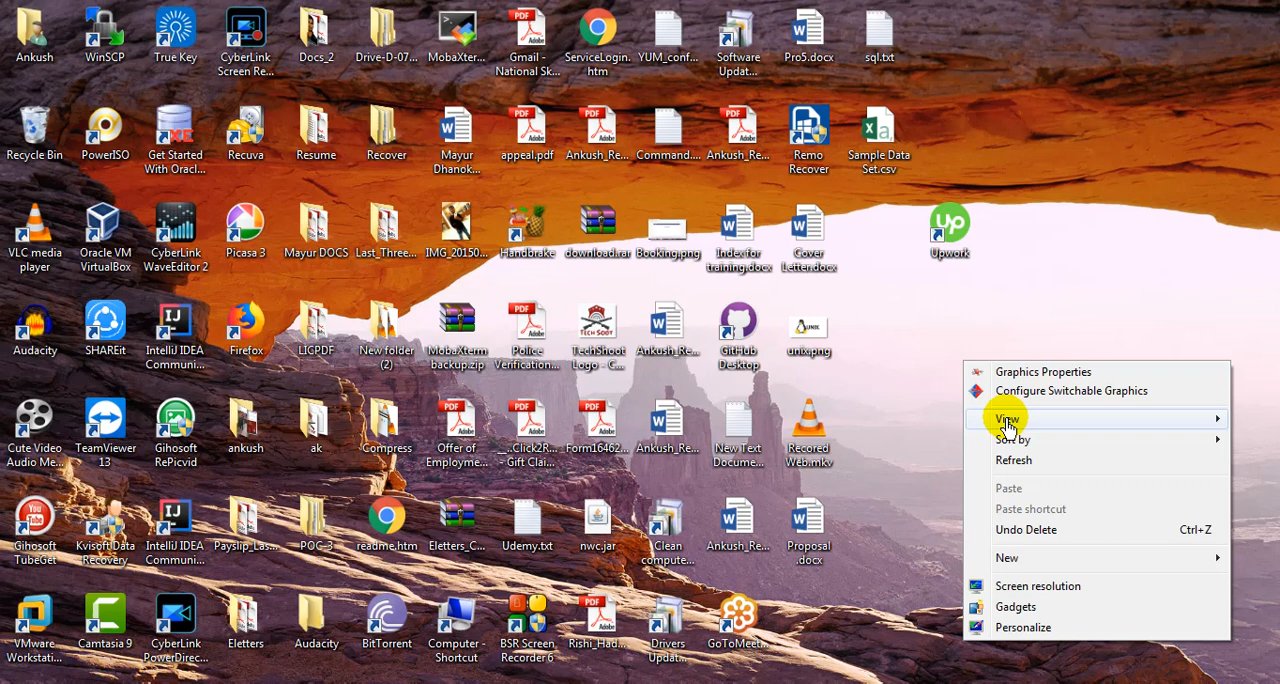 Ankush
WinSCP
True Key
CyberLink
Screen Re...
Docs_2
Drive-D-07...
MobaXter...
Gmail -
National Sk...
ServiceLogin.
htm
YUM_conf...
Software
Updat...
Pro5.docx
sql.txt
Recycle Bin
PowerISO
Get Started
With Oracl...
Recuva
Resume
Recover
Mayur
Dhanok...
appeal.pdf
Ankush_Re...
Command....
Ankush_Re...
Remo
Recover
Sample Data
Set.csv
VLC media
player
Oracle VM
VirtualBox
CyberLink
WaveEditor 2
Picasa 3
Mayur DOCS
Last_Three...
IMG_20150...
Handbrake
download.rar
Booking.png
Index for
training.docx
Cover
Letter.docx
up
Upwork
Audacity
SHAREit
IntelliJ IDEA
Communi...
Firefox
LICPDF
New folder
(2)
MobaXterm
backup.zip
Police
Verification...
TECH SOOT
TechShoot
Logo - C...
Ankush_Re...
GitHub
Desktop
UNIX
unix.png
Cute Video
Audio Me...
TeamViewer
13
Gihosoft
RePicvid
ankush
ak
Compress
Offer of
Employme...
__..Click2R...
- Gift Clai...
Form16462...
Ankush_Re...
New Text
Docume...
Recored
Web.mkv
Gihosoft
TubeGet
Kvisoft Data
Recovery
IntelliJ IDEA
Communi...
Payslip_Las...
POC-3
readme.htm
Eletters_C...
Udemy.txt
nwc.jar
Clean
compute...
Ankush_Re...
Proposal
.docx
VMware
Workstati...
Camtasia 9
CyberLink
PowerDirec...
Eletters
Audacity
BitTorrent
Computer -
Shortcut
BSR Screen
Recorder 6
Rishi_Had...
Drivers
Updat...
GoToMeet...
Graphics Properties
Configure Switchable Graphics
View
Sort by
Refresh
Paste
Paste shortcut
Undo Delete Ctrl+Z
New
Screen resolution
Gadgets
Personalize